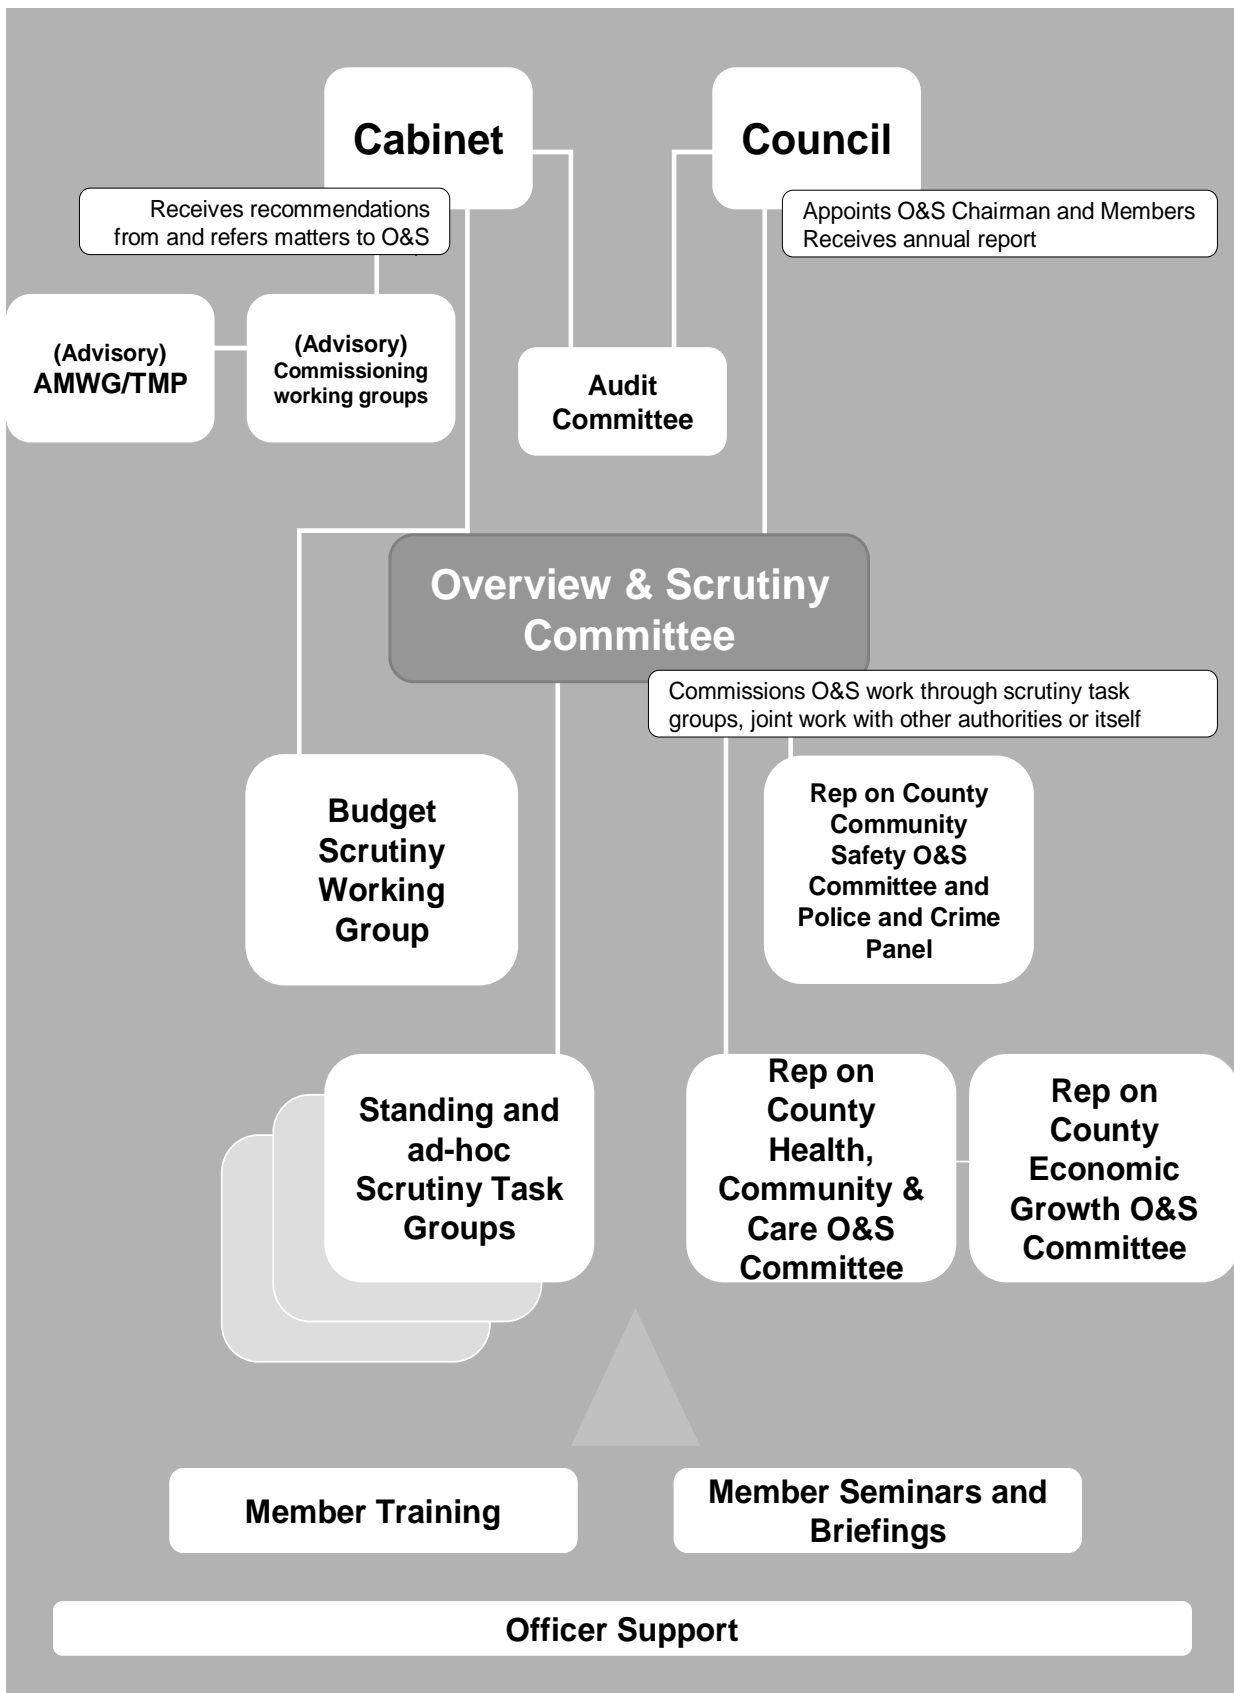 Cabinet
Council
Receives recommendations
from and refers matters to O&S
Appoints O&S Chairman and Members
Receives annual report
(Advisory)
AMWG/TMP
(Advisory)
Commissioning
working groups
Audit
Committee
Overview & Scrutiny
Committee
Commissions O&S work through scrutiny task
groups, joint work with other authorities or itself
Budget
Scrutiny
Working
Group
Rep on County
Community
Safety O&S
Committee and
Police and Crime
Panel
Standing and
ad-hoc
Scrutiny Task
Groups
Rep on
County
Health,
Community &
Care O&S
Committee
Rep on
County
Economic
Growth O&S
Committee
Member Training
Member Seminars and
Briefings
Officer Support